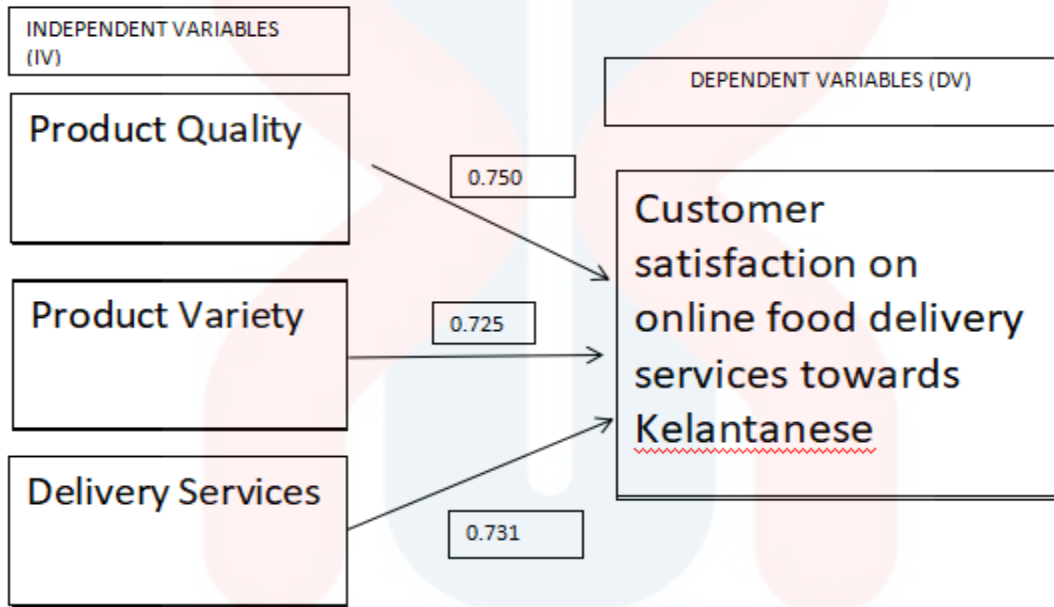 INDEPENDENT VARIABLES
(IV)
DEPENDENT VARIABLES (DV)
Product Quality
0.750
Customer
satisfaction on
online food delivery
services towards
Kelantanese
Product Variety
0.725
Delivery Services
0.731